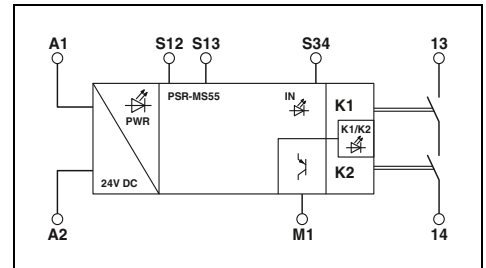 A1 S12 S13 S34 13
PSR-MS55 IN K1
PWR K1/K2
24V DC K2
A2 M1 14